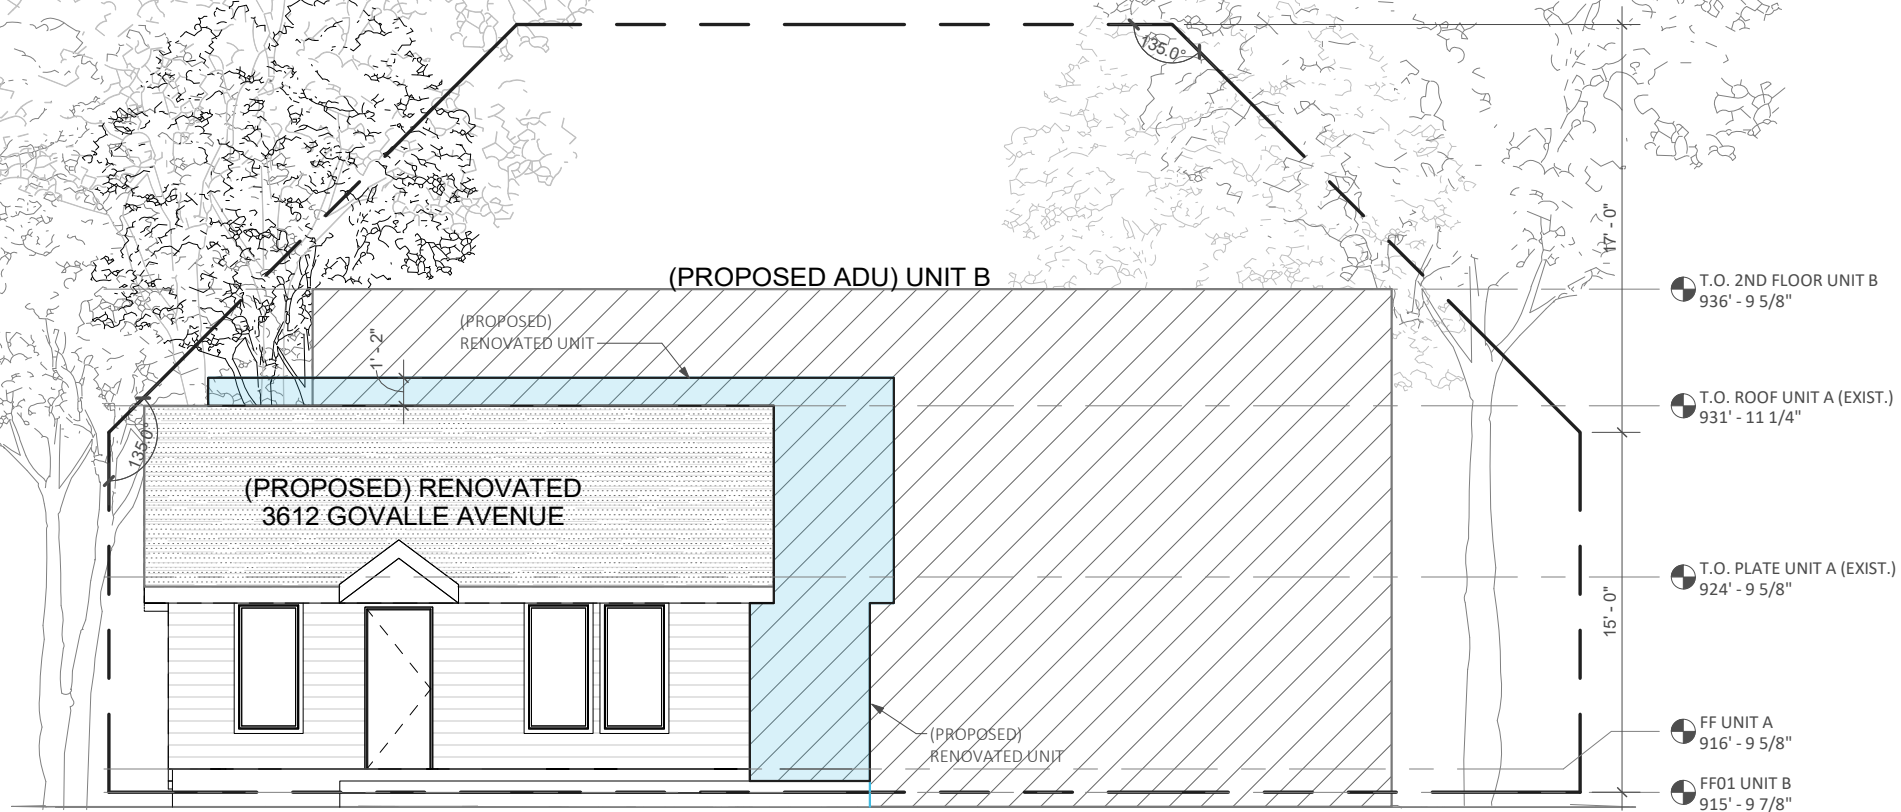 135.0°
17' - 0"
(PROPOSED ADU) UNIT B
T.O. 2ND FLOOR UNIT B
936' - 9 5/8"
(PROPOSED)
RENOVATED UNIT
1' - 2"
T.O. ROOF UNIT A (EXIST.)
931' - 11 1/4"
135.0°
(PROPOSED) RENOVATED
3612 GOVALLE AVENUE
T.O. PLATE UNIT A (EXIST.)
924' - 9 5/8"
15' - 0"
(PROPOSED)
RENOVATED UNIT
FF UNIT A
916' - 9 5/8"
FF01 UNIT B
915' - 9 7/8"